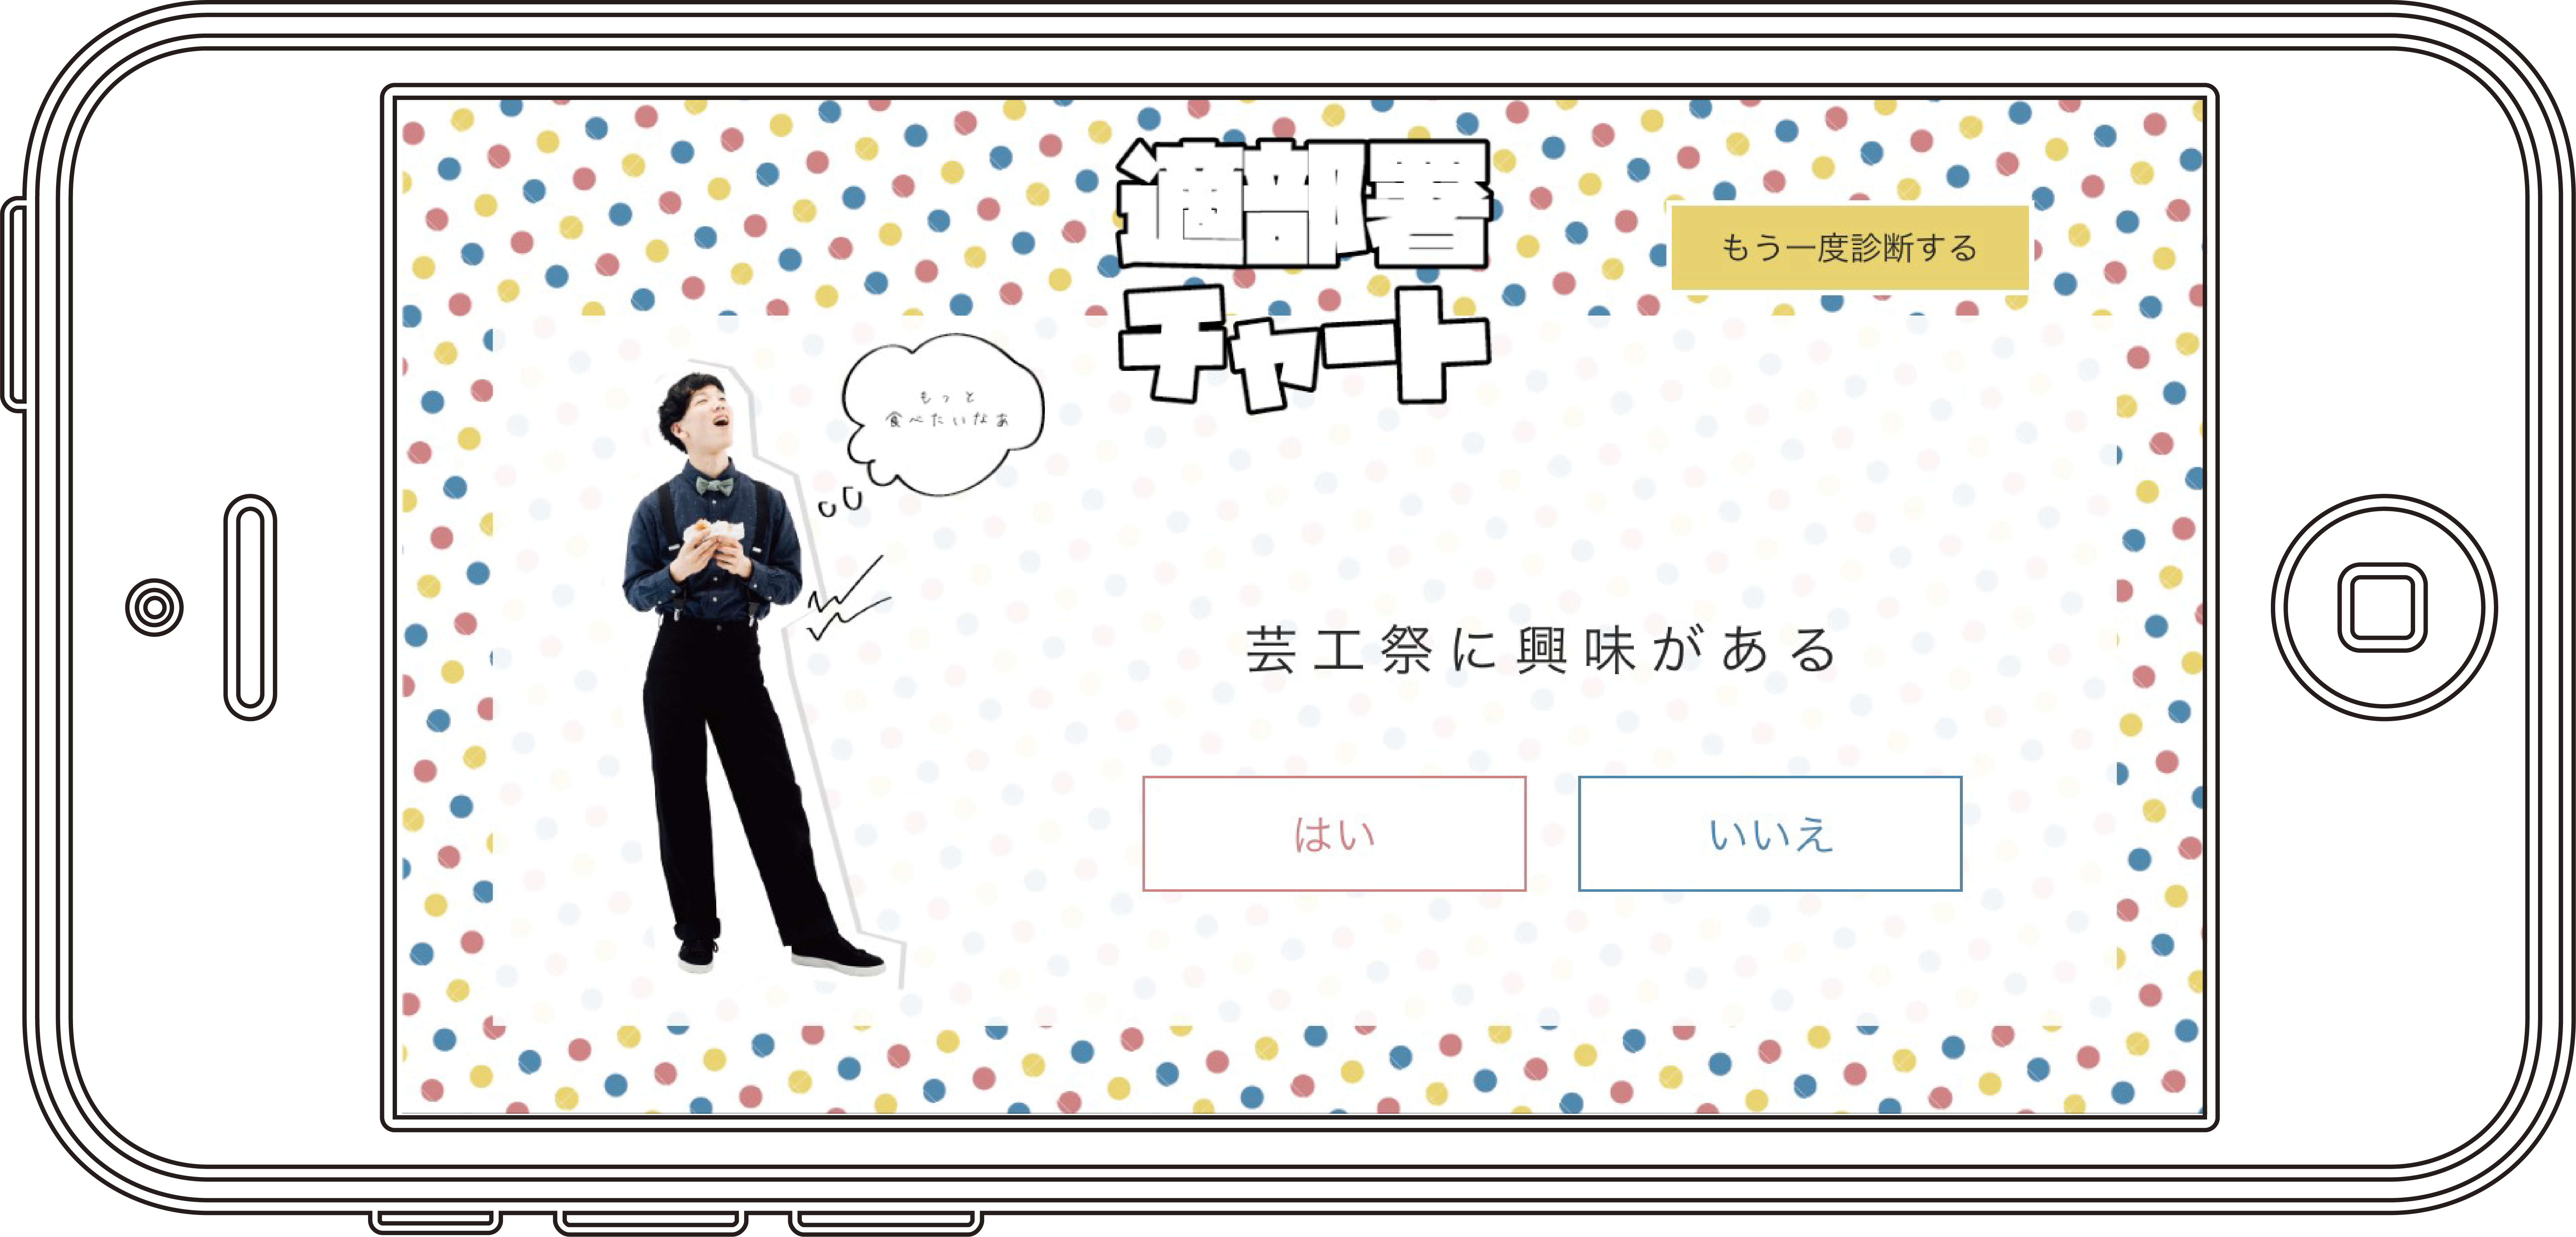 適部署
チャート
もう一度診断する
もっと
食べたいなぁ
芸工祭に興味がある
はい
いいえ